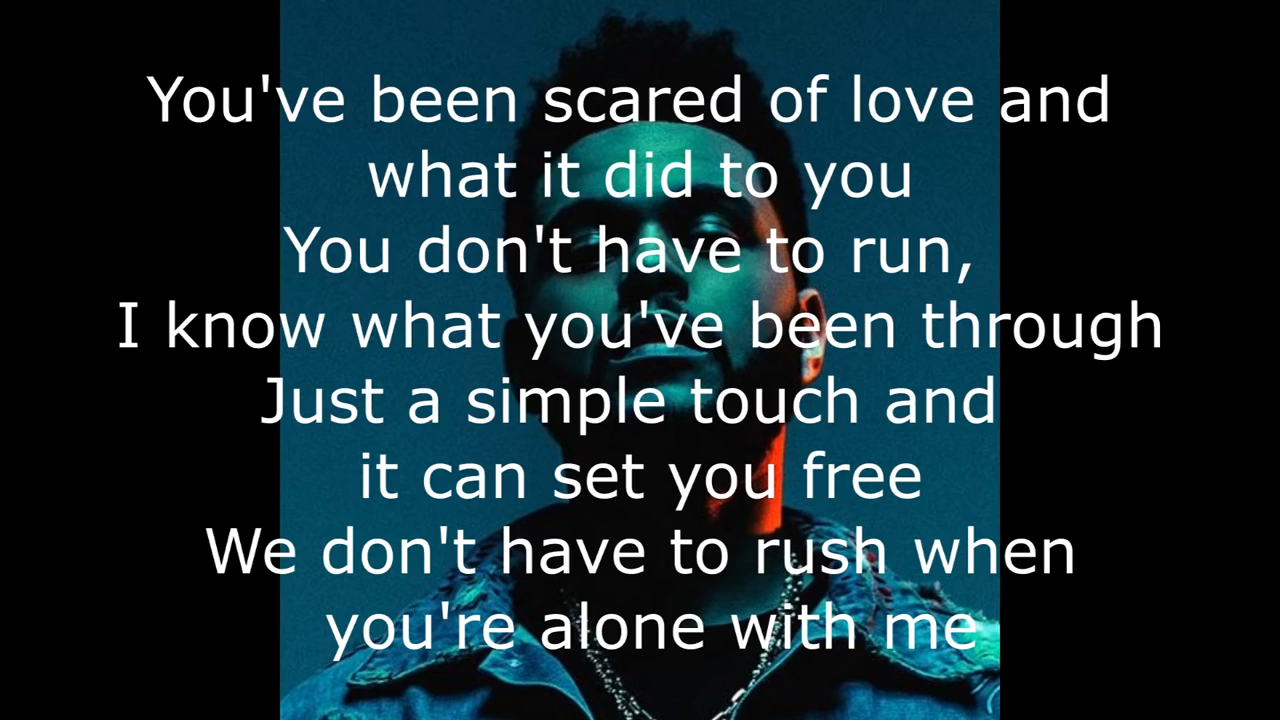 You've been scared of love and
what it did to you
You don't have to run,
I know what you've been through
Just a simple touch and
it can set you free
We don't have to rush when
you're alone with me